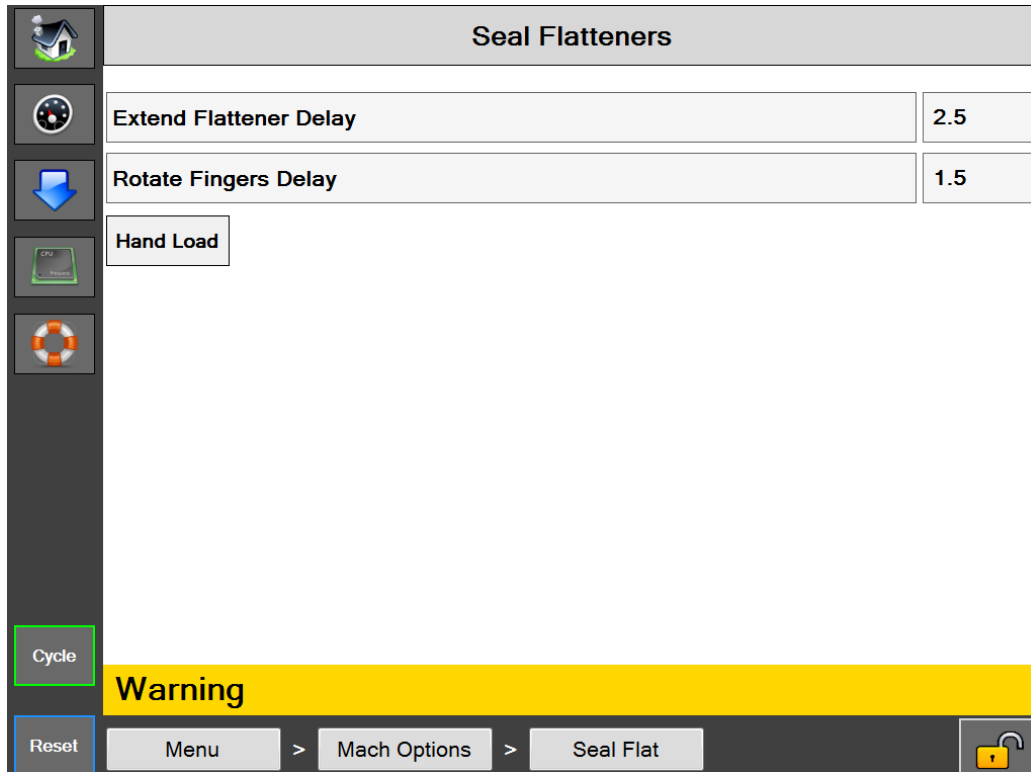 Seal Flatteners
Extend Flattener Delay 2.5
Rotate Fingers Delay 1.5
Hand Load
CPU
Cycle
Warning
Reset
Menu > Mach Options > Seal Flat